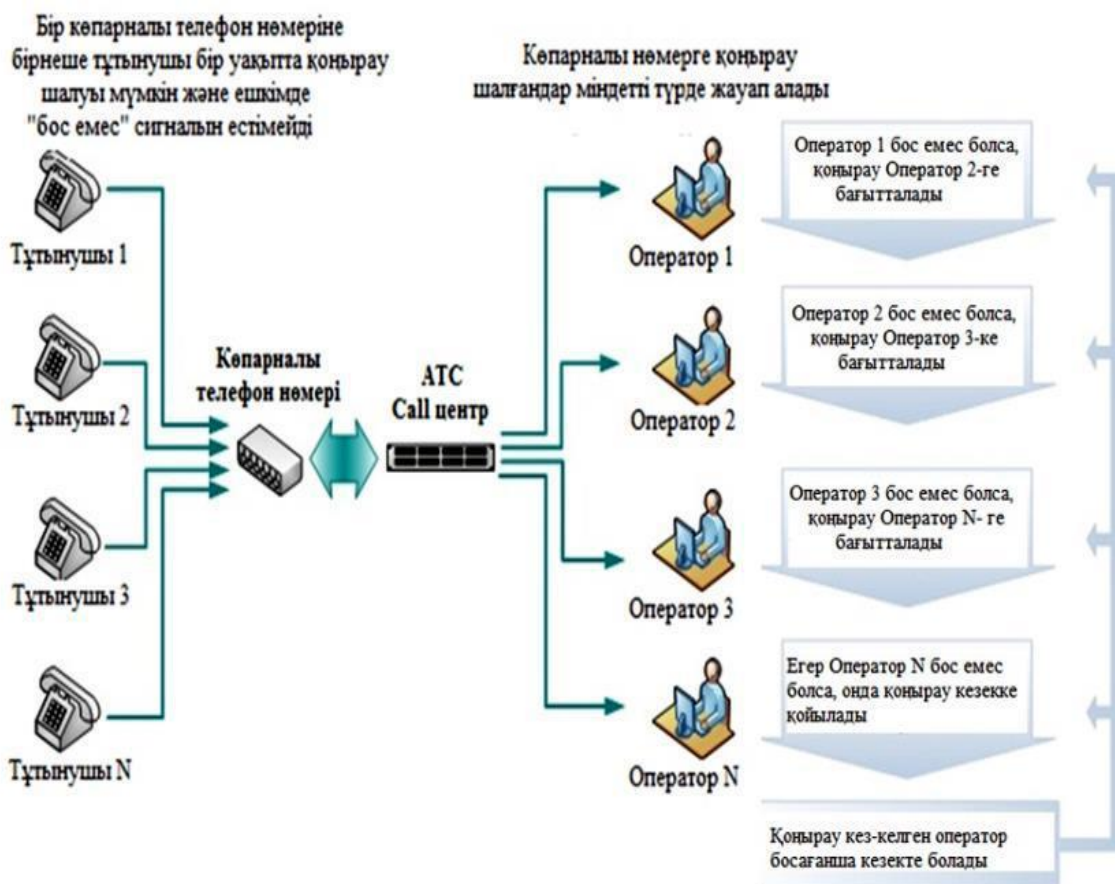 Бір көпарналы телефон нөмеріне
бірнеше тұтынушы бір уақытта қоңырау
шалуы мүмкін және ешкімде
"бос емес" сигналын естімейді
Тұтынушы 1
Тұтынушы 2
Тұтынушы 3
Тұтынушы N
Көпарналы
телефон нөмері
АТС
Call центр
Көпарналы нөмерге қоңырау
шалғандар міндетті түрде жауап алады
Оператор 1
Оператор 2
Оператор 3
Оператор N
Оператор 1 бос емес болса,
қоңырау Оператор 2-ге
бағытталады
Оператор 2 бос емес болса,
қоңырау Оператор 3-ке
бағытталады
Оператор 3 бос емес болса,
қоңырау Оператор N- ге
бағытталады
Егер Оператор N бос емес
болса, онда қоңырау кезекке
қойылады
Қоңырау кез-келген оператор
босағанша кезекте болады